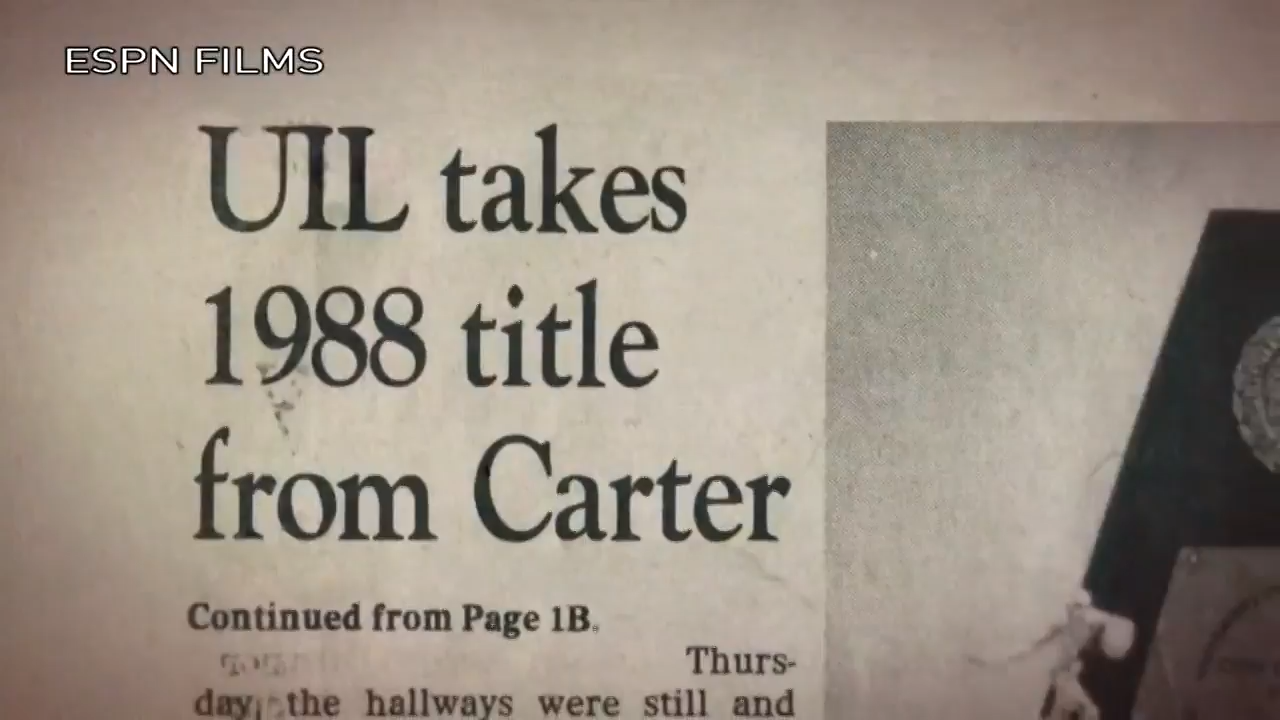 ESPN FILMS
UIL takes
1988 title
from Carter
Continued from Page 1B.
Thurs-
day, the hallways were still and